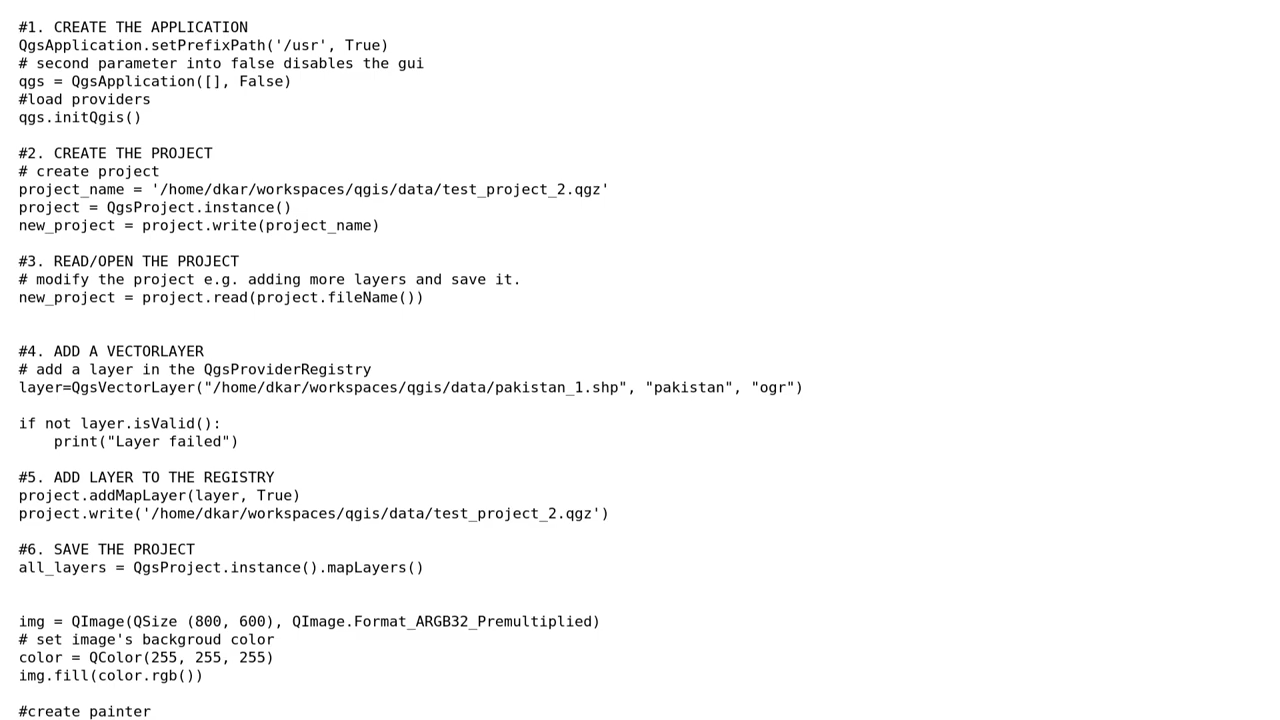 #1. CREATE THE APPLICATION
QgsApplication.setPrefixPath('/usr', True)
# second parameter into false disables the gui
qgs = QgsApplication([], False)
#load providers
qgs.initQgis()
#2. CREATE THE PROJECT
# create project
project_name = '/home/dkar/workspaces/qgis/data/test_project_2.qgz'
project = QgsProject.instance()
new_project = project.write(project_name)
#3. READ/OPEN THE PROJECT
# modify the project e.g. adding more layers and save it.
new_project = project.read(project.fileName())
#4. ADD A VECTORLAYER
# add a layer in the QgsProviderRegistry
layer=QgsVectorLayer("/home/dkar/workspaces/qgis/data/pakistan_1.shp", "pakistan", "ogr")
if not layer.isValid():
    print("Layer failed")
#5. ADD LAYER TO THE REGISTRY
project.addMapLayer(layer, True)
project.write('/home/dkar/workspaces/qgis/data/test_project_2.qgz')
#6. SAVE THE PROJECT
all_layers = QgsProject.instance().mapLayers()
img = QImage(QSize (800, 600), QImage.Format_ARGB32_Premultiplied)
# set image's backgroud color
color = QColor(255, 255, 255)
img.fill(color.rgb())
#create painter